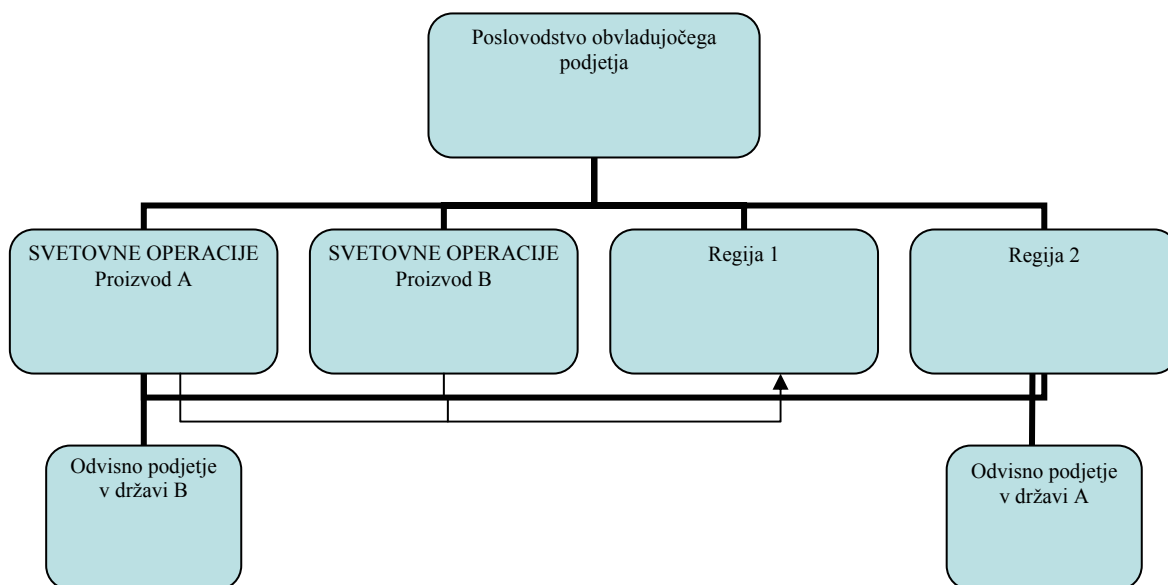 Poslovodstvo obvladujočega
podjetja
SVETOVNE OPERACIJE
Proizvod A
SVETOVNE OPERACIJE
Proizvod B
Regija 1
Regija 2
Odvisno podjetje
v državi B
Odvisno podjetje
v državi A